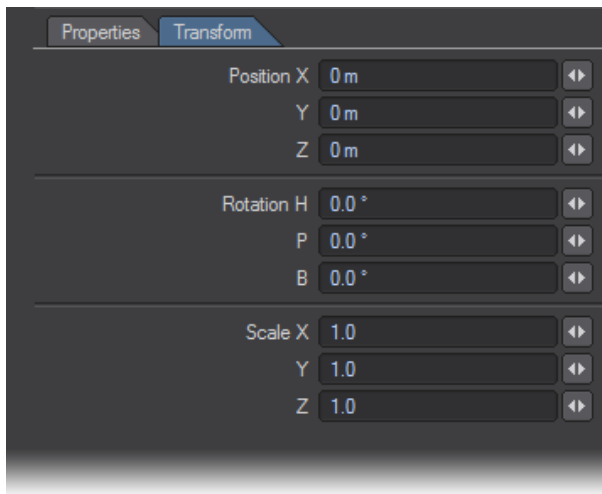 Properties Transform
Position X 0 m
Y 0 m
Z 0 m
Rotation H 0.0 °
P 0.0 °
B 0.0 °
Scale X 1.0
Y 1.0
Z 1.0